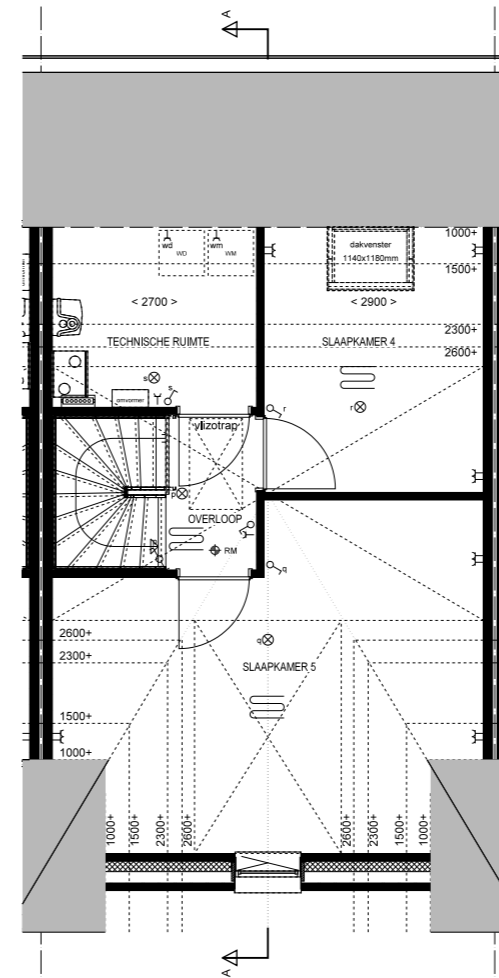 A
1000+
wd
wm
WD
WM
dakvenster
1140x1180mm
1500+
< 2700 >
< 2900 >
2300+
TECHNISCHE RUIMTE
SLAAPKAMER 4
2600+
s
s
omvormer
r
r
vlizotrap
p
OVERLOOP
RM
q
2600+
q
2300+
SLAAPKAMER 5
1500+
1000+
1000+
1500+
2300+
2600+
2600+
2300+
1500+
1000+
A